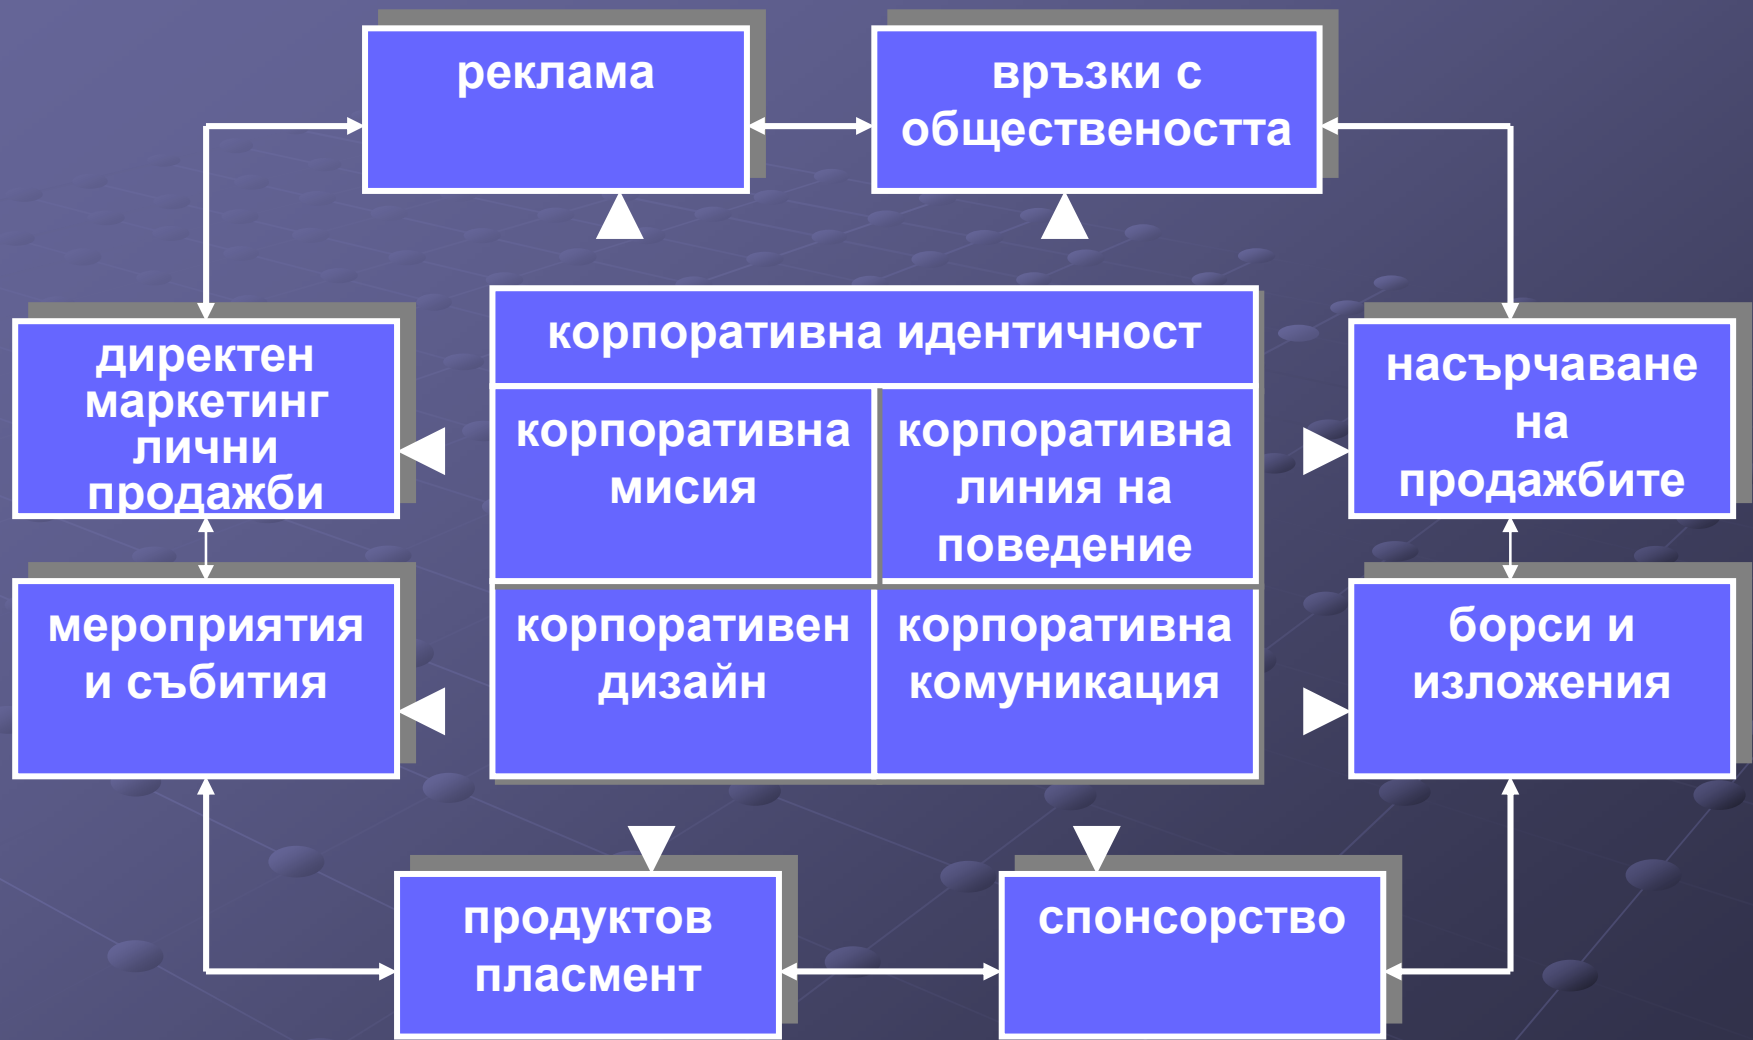 реклама
връзки с
обществеността
директен
маркетинг
лични
продажби
корпоративна идентичност
насърчаване
на
продажбите
корпоративна
мисия
корпоративна
линия на
поведение
мероприятия
и събития
корпоративен
дизайн
корпоративна
комуникация
борси и
изложения
продуктов
пласмент
спонсорство